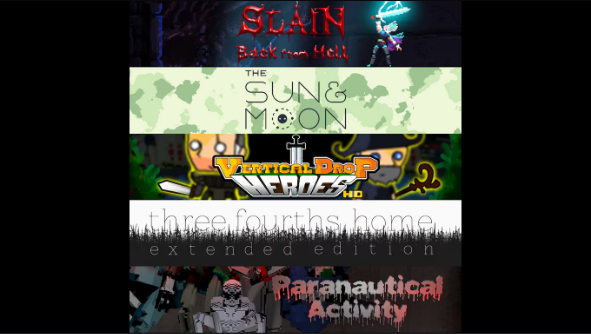 SLAIN
Back from Hell
THE
SUN&
MOON
VERTICAL DROP
HEROES HD
three fourths home
extended edition
Paranautical
Activity